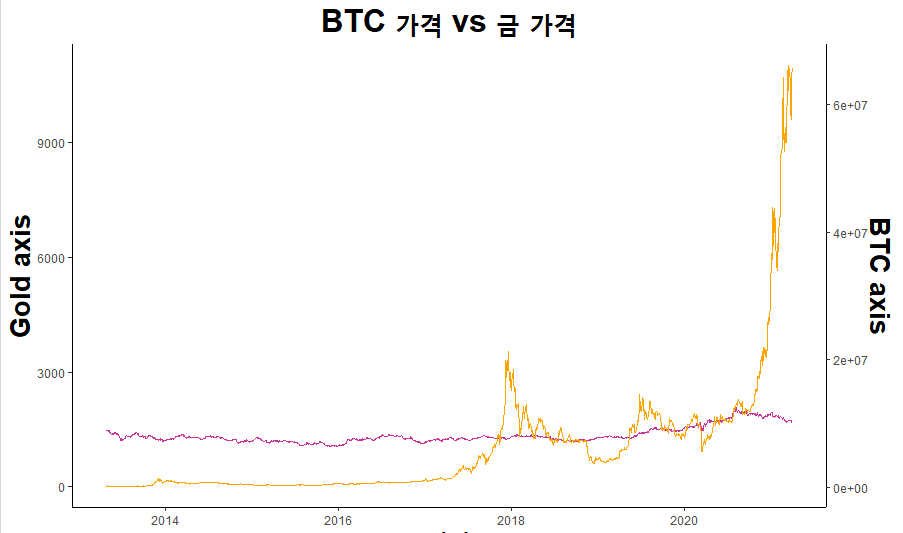 BTC 가격 vs 금 가격
9000
6000
3000
0
Gold axis
6e+07
4e+07
2e+07
0e+00
BTC axis
2014
2016
2018
2020